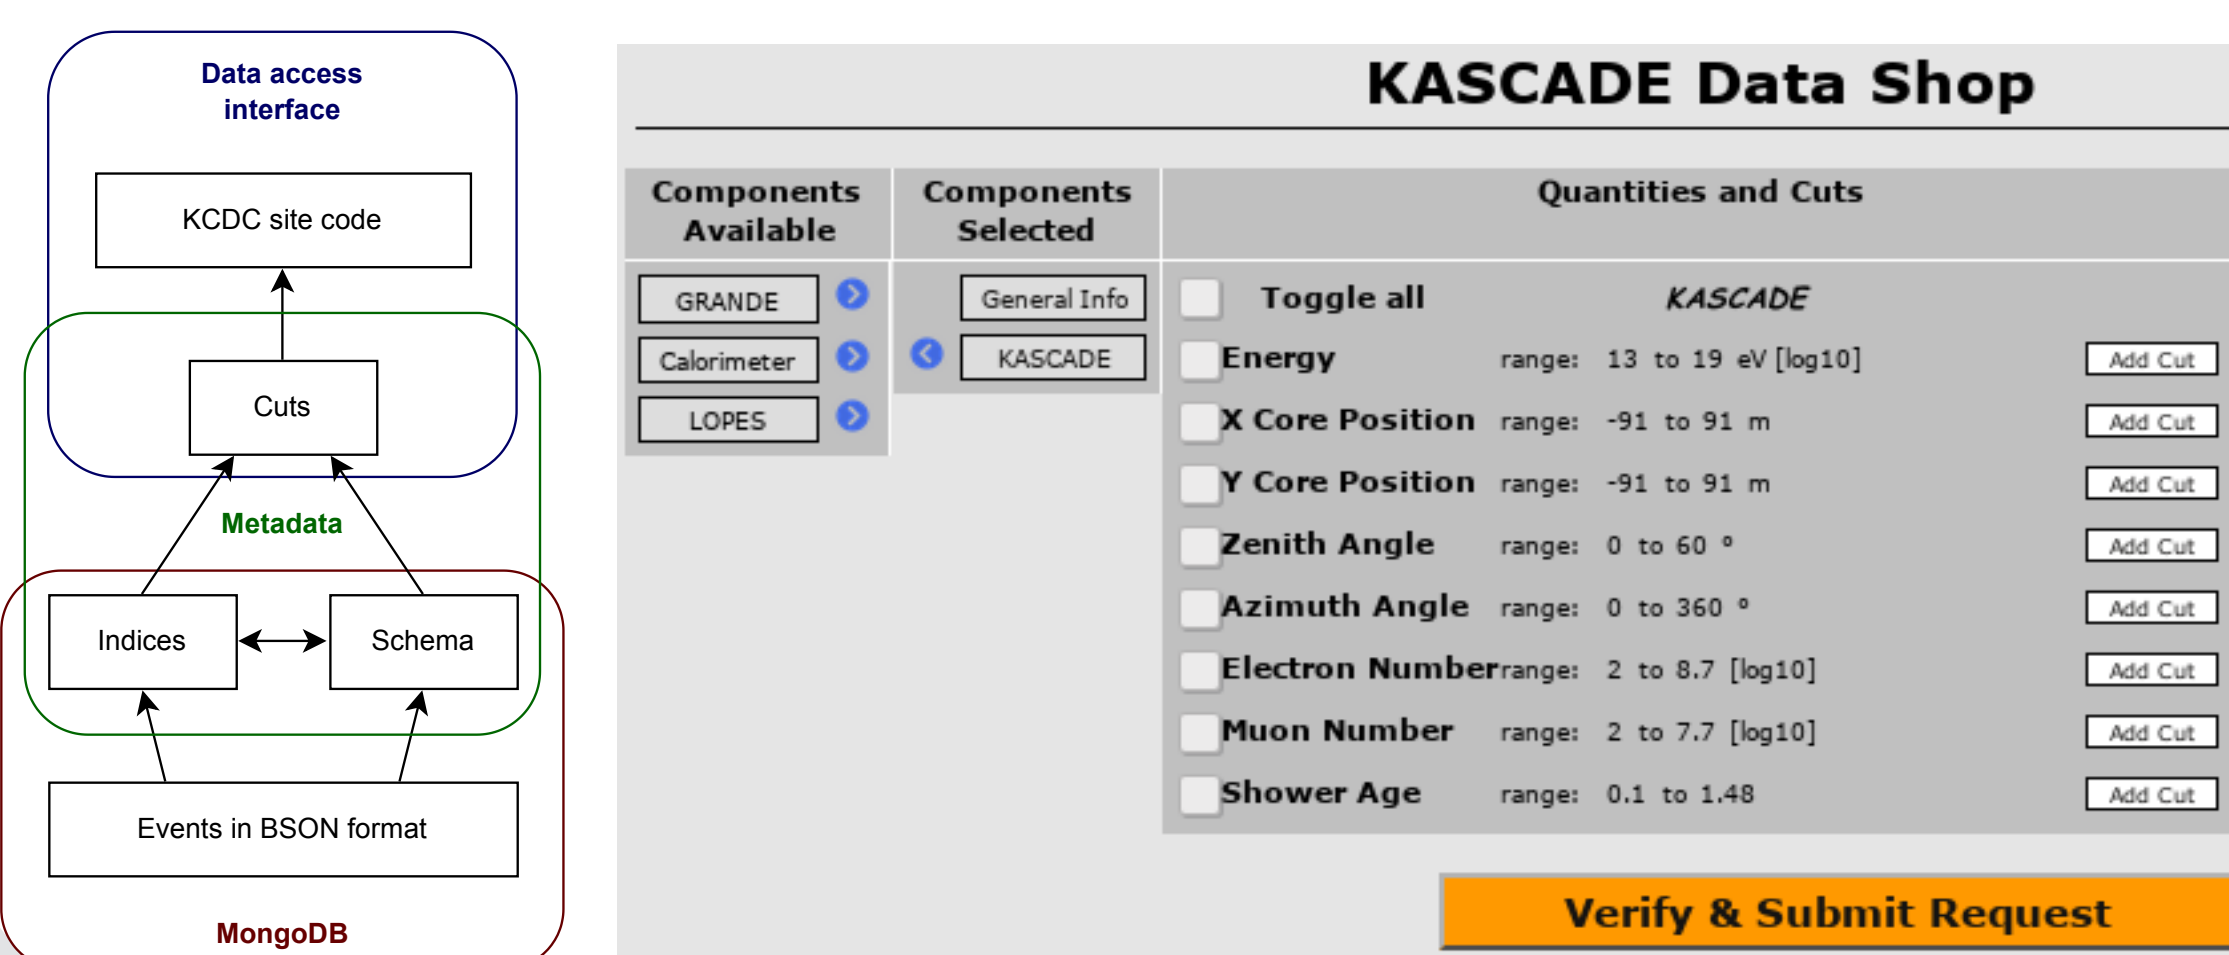 Data access
interface
KCDC site code
Cuts
Metadata
Indices
Schema
Events in BSON format
MongoDB
KASCADE Data Shop
Components
Available
Components
Selected
Quantities and Cuts
GRANDE
Calorimeter
LOPES
General Info
KASCADE
Toggle all KASCADE
Energy range: 13 to 19 eV [log10] Add Cut
X Core Position range: -91 to 91 m Add Cut
Y Core Position range: -91 to 91 m Add Cut
Zenith Angle range: 0 to 60 º Add Cut
Azimuth Angle range: 0 to 360 º Add Cut
Electron Number range: 2 to 8.7 [log10] Add Cut
Muon Number range: 2 to 7.7 [log10] Add Cut
Shower Age range: 0.1 to 1.48 Add Cut
Verify & Submit Request